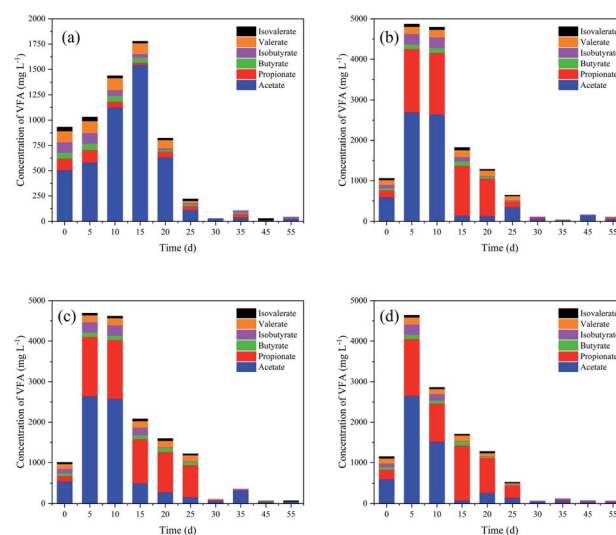 (a)
Isovalerate
Valerate
Isobutyrate
Butyrate
Propionate
Acetate
Concentration of VFA (mg L⁻¹)
2000
1750
1500
1250
1000
750
500
250
0
0 5 10 15 20 25 30 35 45 55
Time (d)
(b)
Isovalerate
Valerate
Isobutyrate
Butyrate
Propionate
Acetate
Concentration of VFA (mg L⁻¹)
5000
4000
3000
2000
1000
0
0 5 10 15 20 25 30 35 45 55
Time (d)
(c)
Isovalerate
Valerate
Isobutyrate
Butyrate
Propionate
Acetate
Concentration of VFA (mg L⁻¹)
5000
4000
3000
2000
1000
0
0 5 10 15 20 25 30 35 45 55
Time (d)
(d)
Isovalerate
Valerate
Isobutyrate
Butyrate
Propionate
Acetate
Concentration of VFA (mg L⁻¹)
5000
4000
3000
2000
1000
0
0 5 10 15 20 25 30 35 45 55
Time (d)